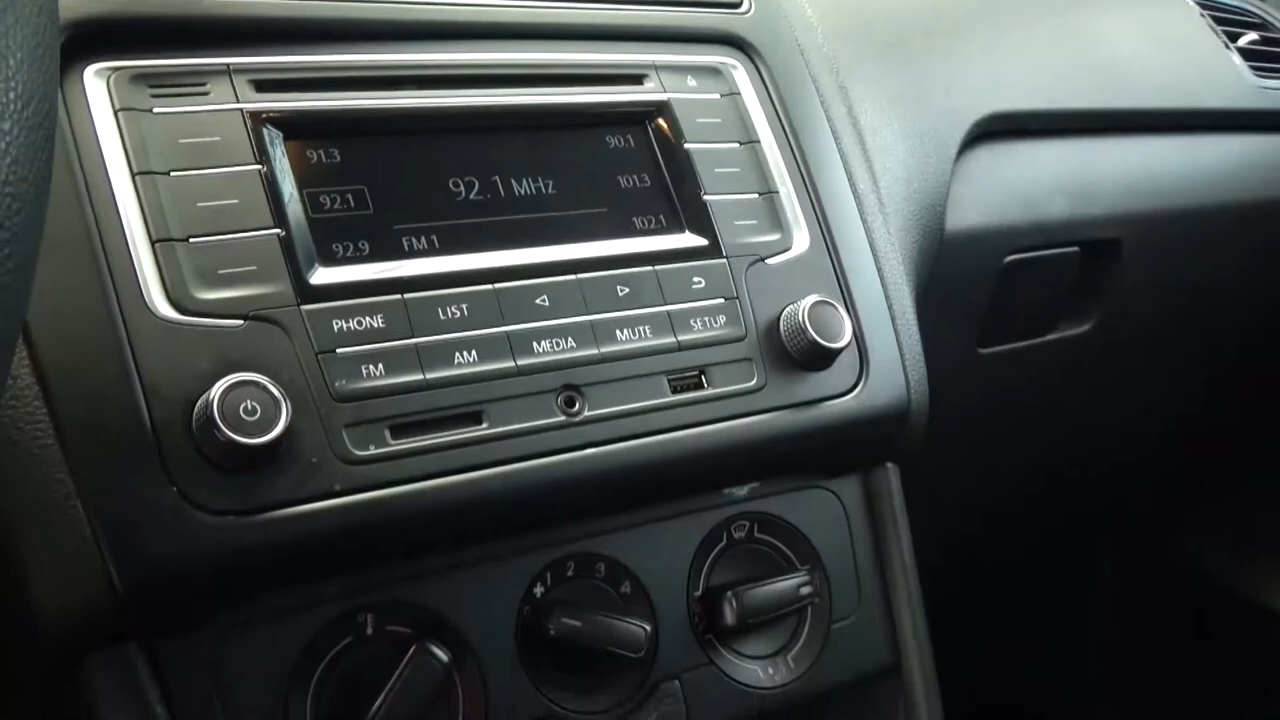 91.3
90.1
92.1
92.1 MHz
101.3
92.9
FM 1
102.1
PHONE
LIST
SETUP
FM
AM
MEDIA
MUTE
1 2 3 4